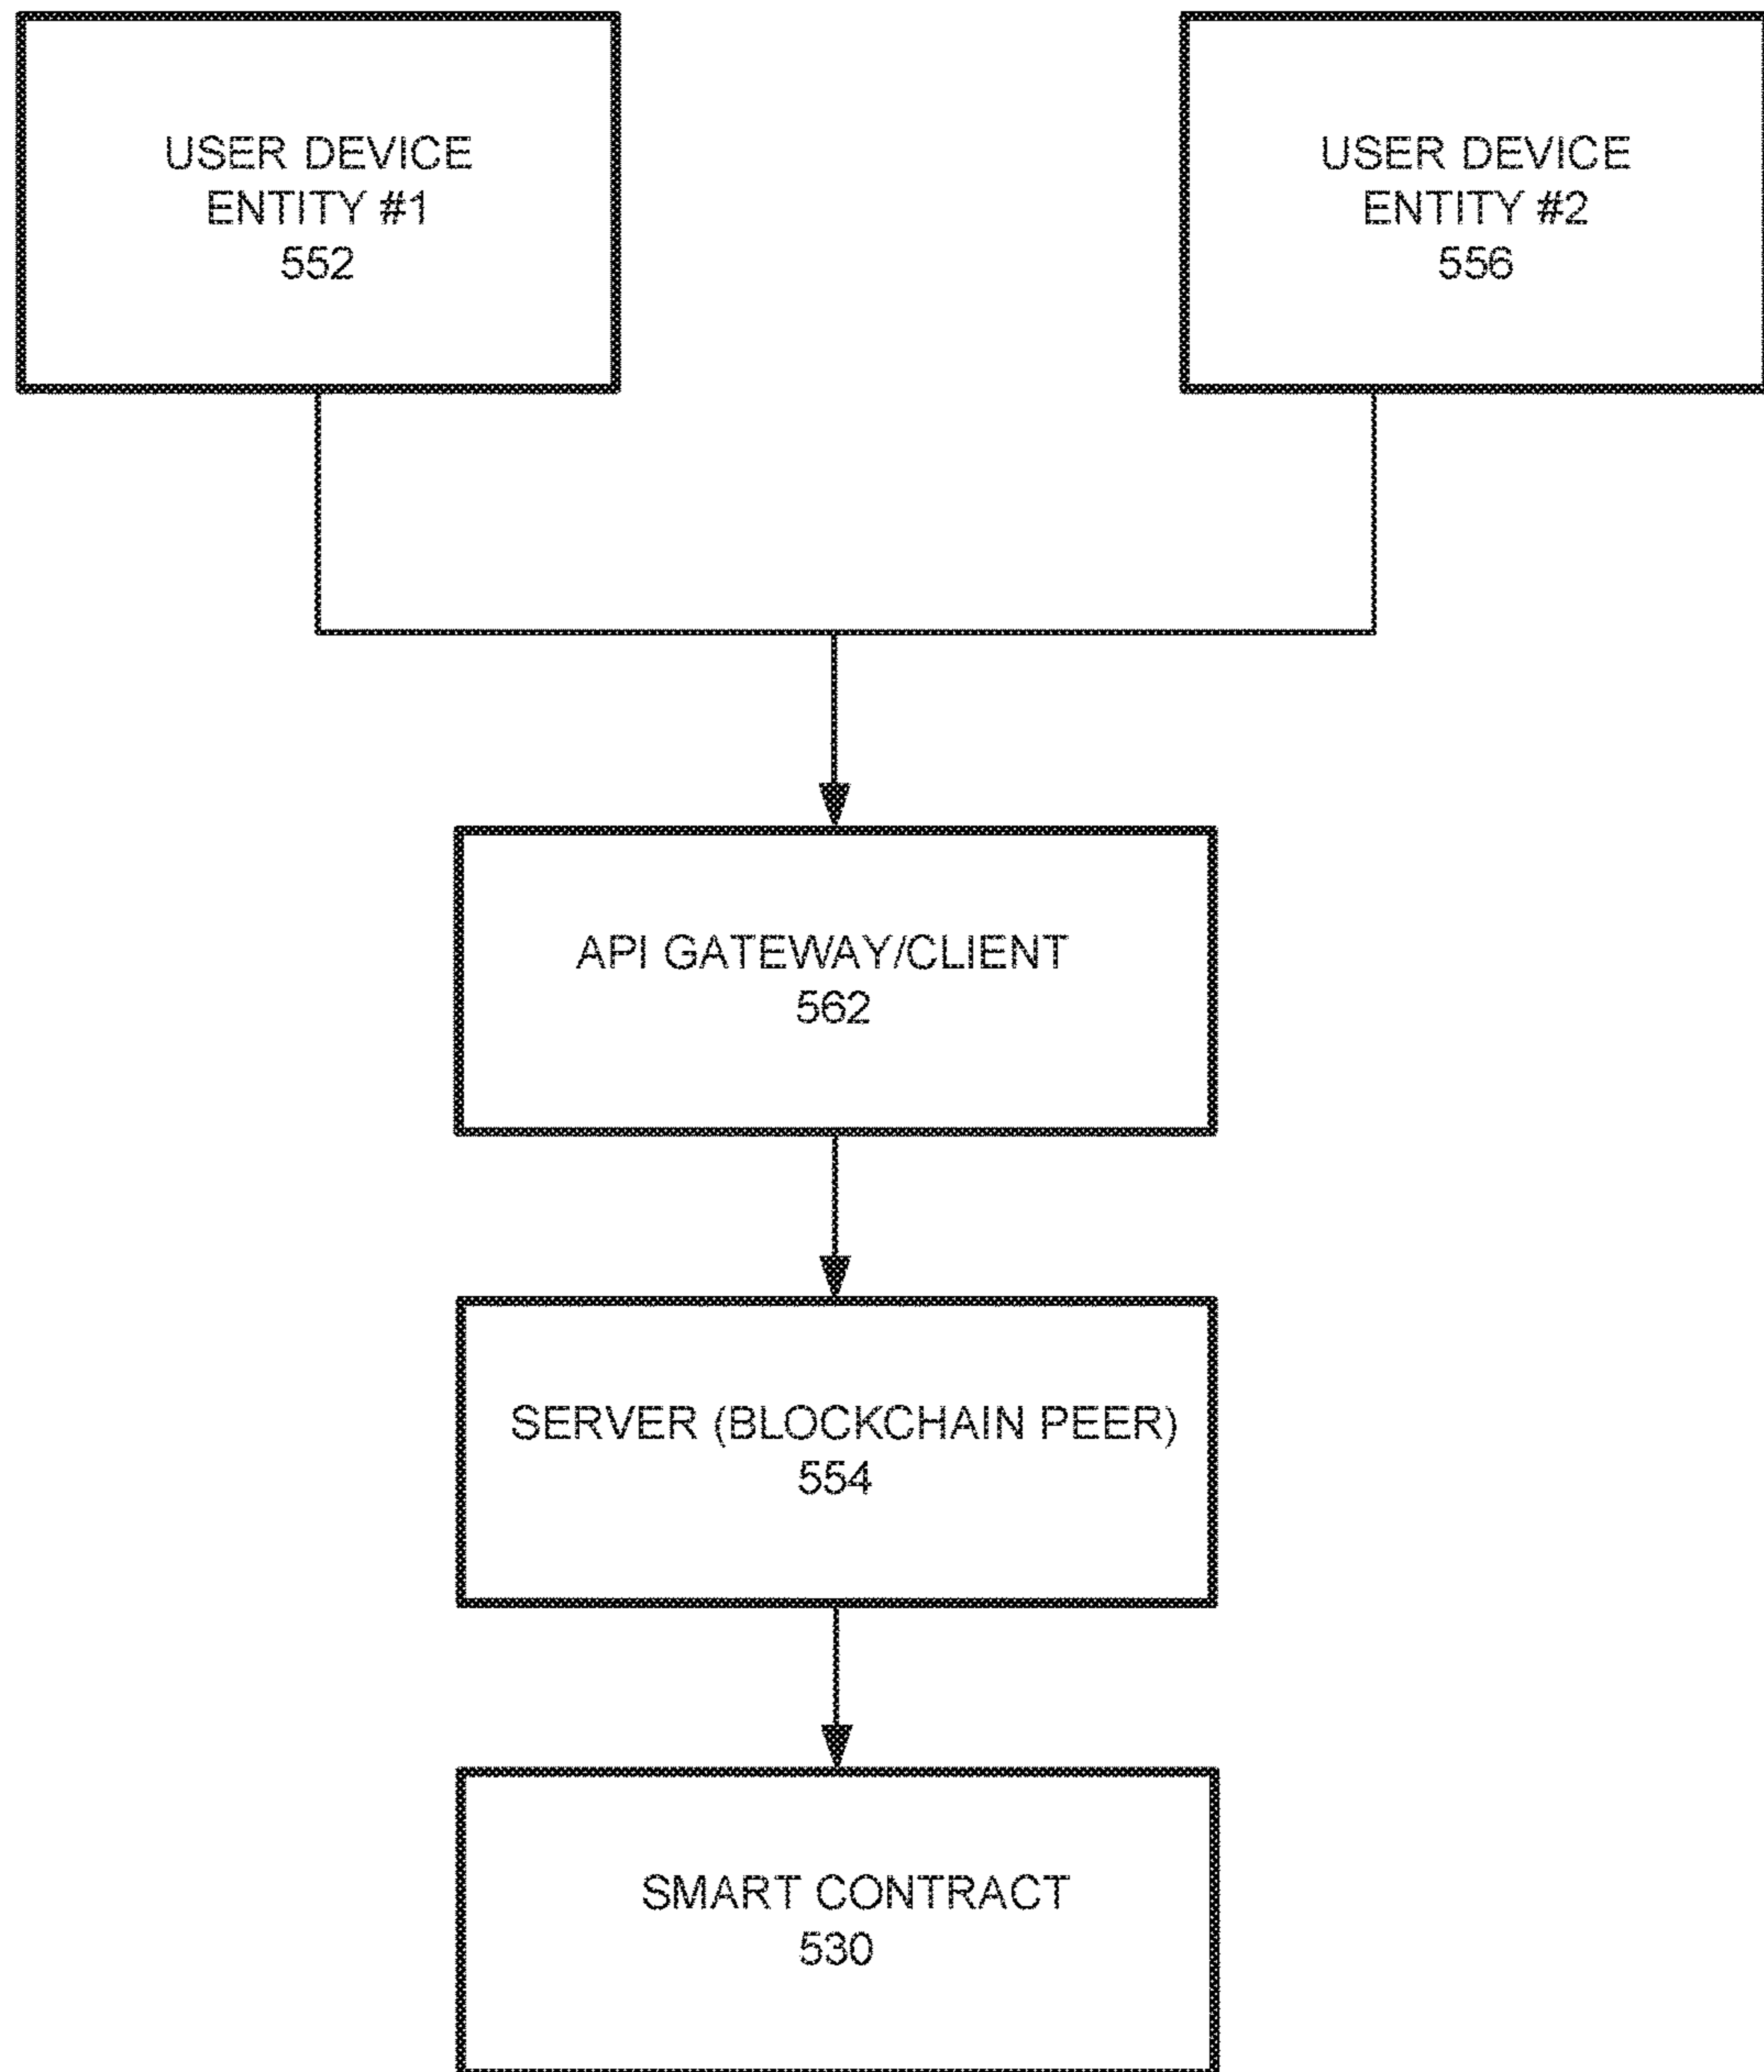 USER DEVICE
ENTITY #1
552
USER DEVICE
ENTITY #2
556
API GATEWAY/CLIENT
562
SERVER (BLOCKCHAIN PEER)
554
SMART CONTRACT
530